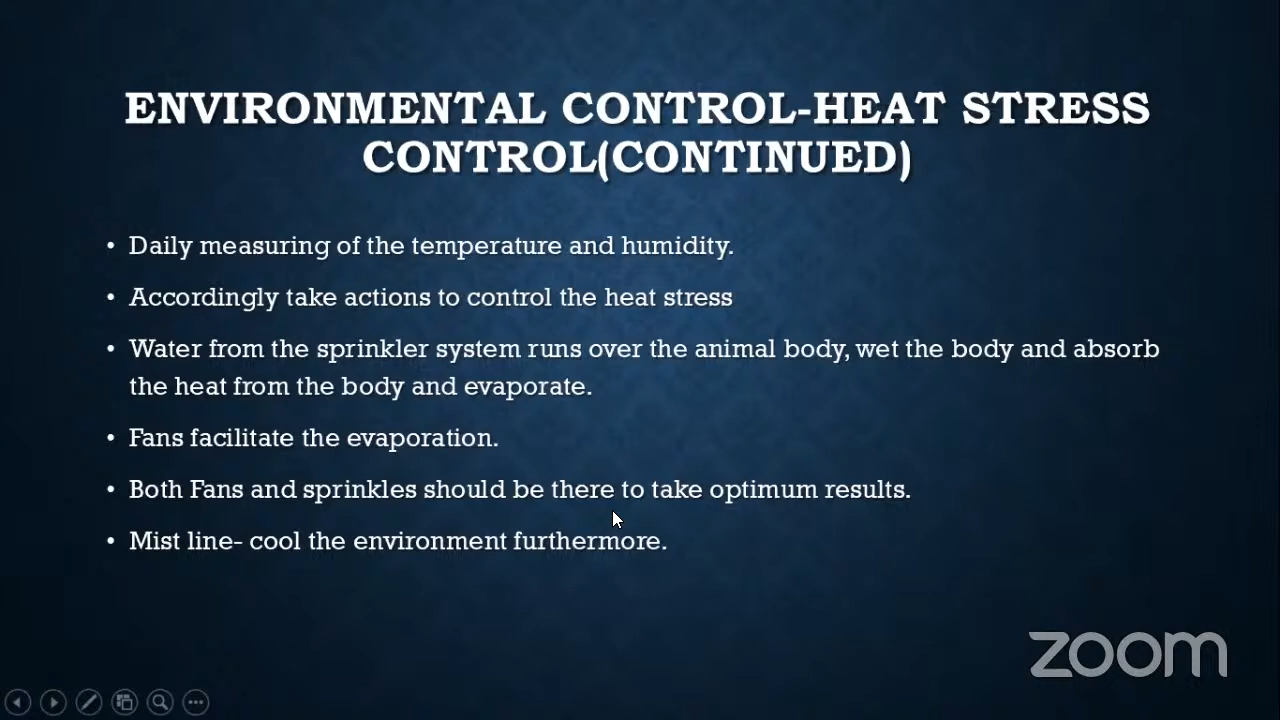 ENVIRONMENTAL CONTROL-HEAT STRESS
CONTROL(CONTINUED)
• Daily measuring of the temperature and humidity.
• Accordingly take actions to control the heat stress
• Water from the sprinkler system runs over the animal body, wet the body and absorb
the heat from the body and evaporate.
• Fans facilitate the evaporation.
• Both Fans and sprinkles should be there to take optimum results.
• Mist line- cool the environment furthermore.
zoom